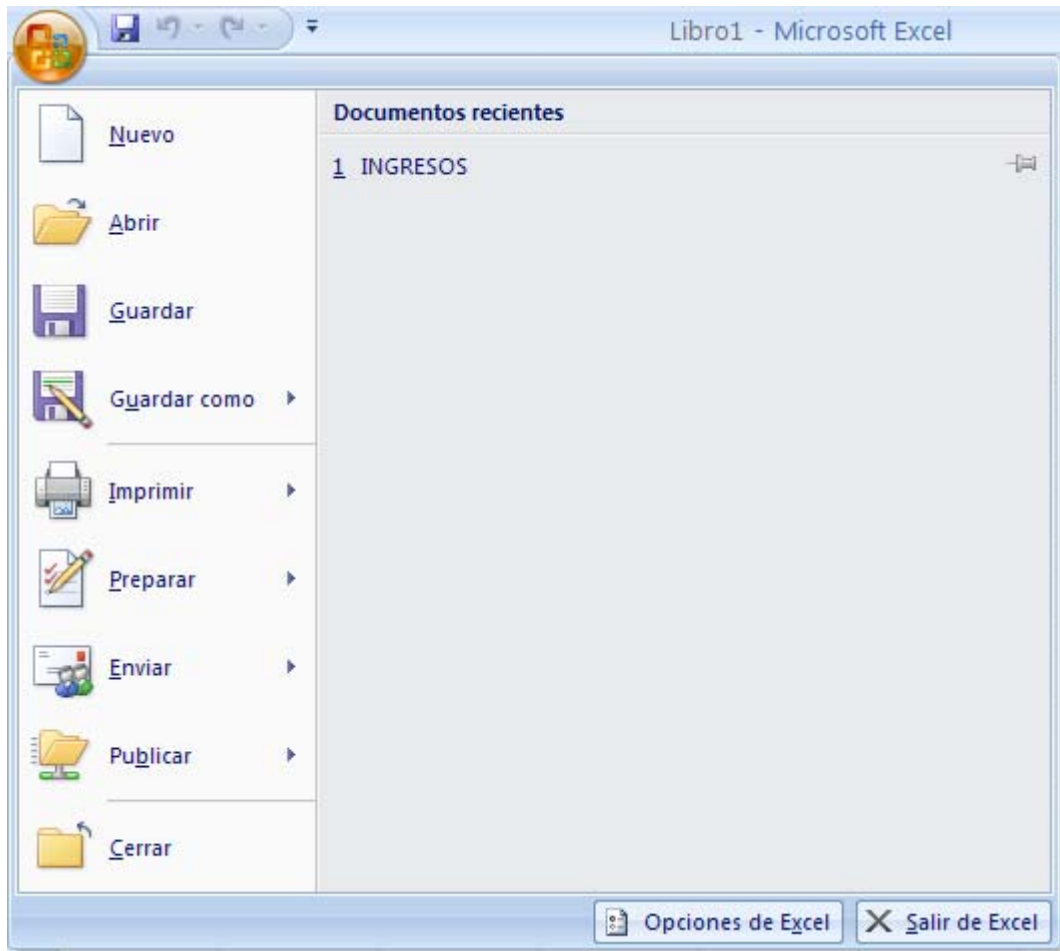 Libro1 - Microsoft Excel
Nuevo
Abrir
Guardar
Guardar como
Imprimir
Preparar
Enviar
Publicar
Cerrar
Documentos recientes
1 INGRESOS
Opciones de Excel
Salir de Excel